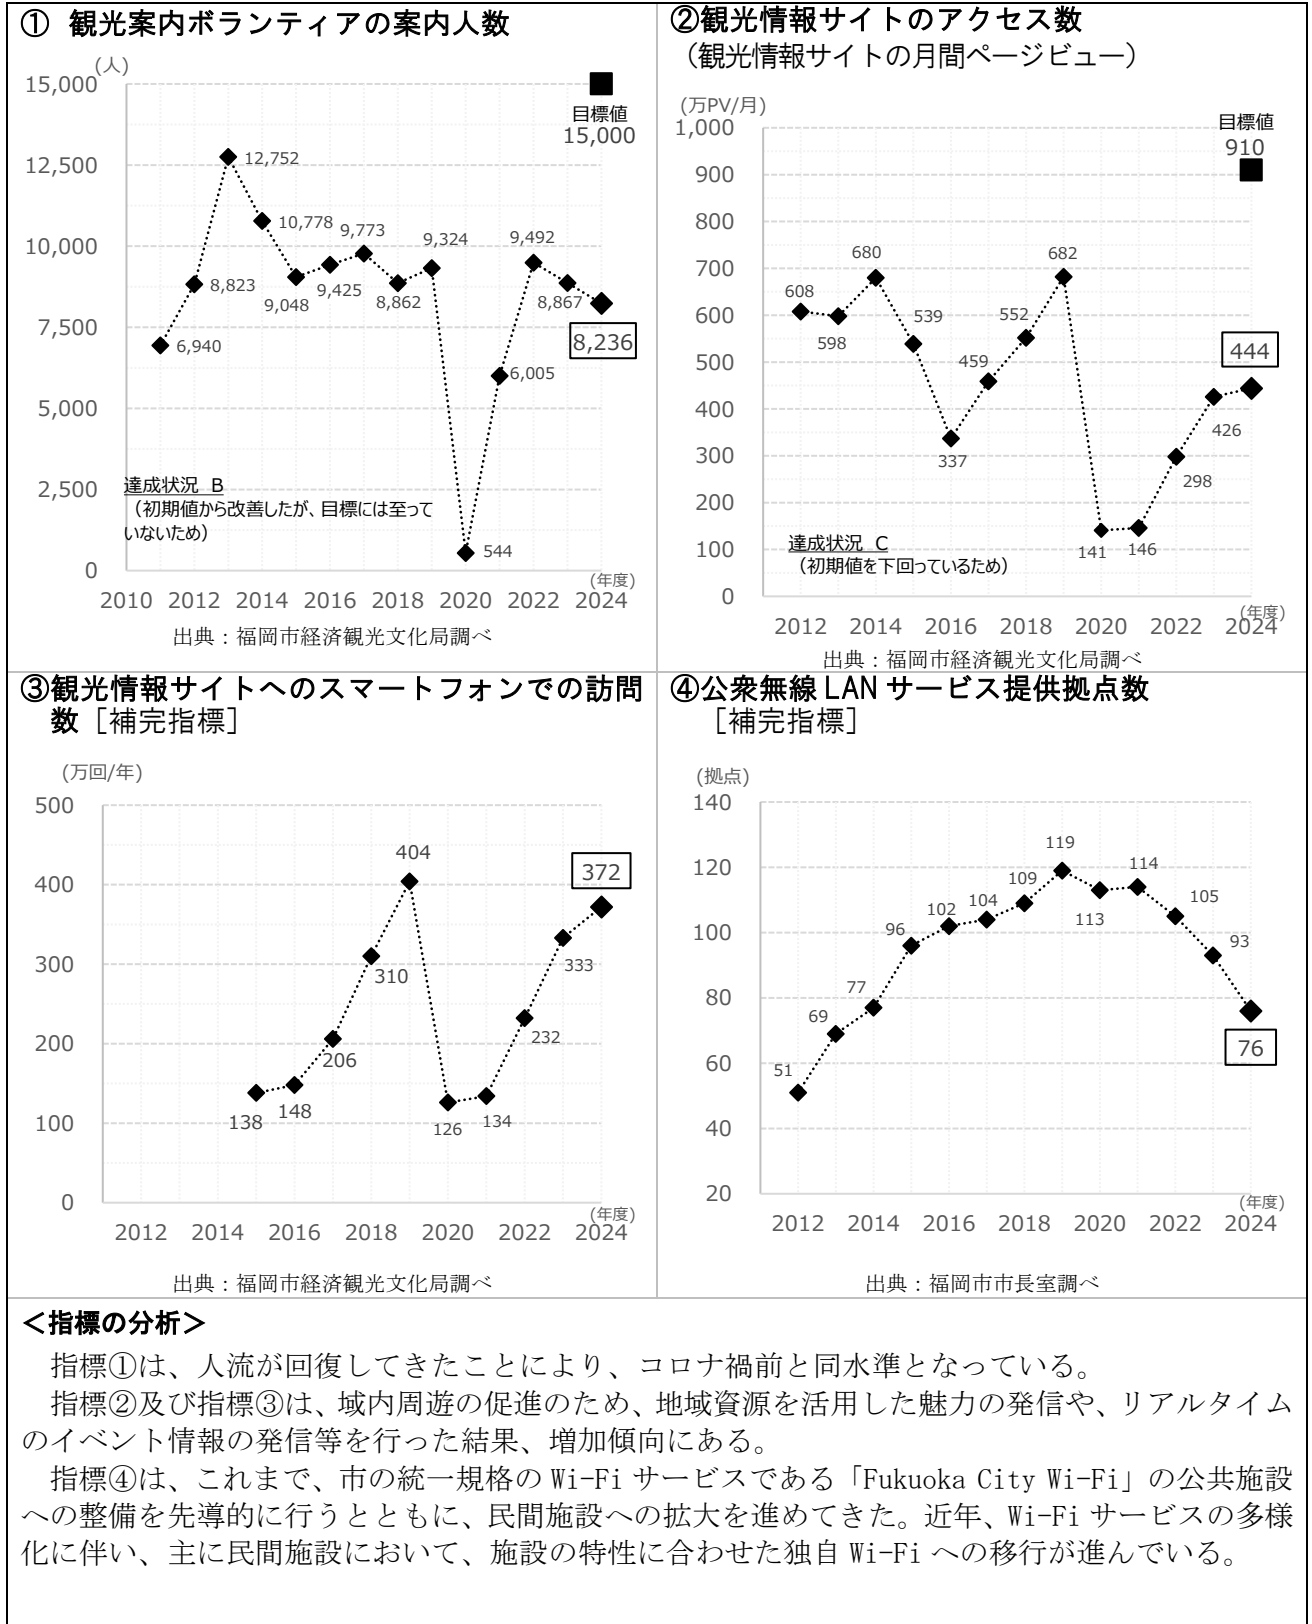 ① 観光案内ボランティアの案内人数
(人)
15,000
12,500
10,000
7,500
5,000
2,500
0
目標値
15,000
12,752
10,778
9,773
9,324
9,492
8,823
9,048
9,425
8,862
8,867
6,940
8,236
6,005
544
達成状況 B
(初期値から改善したが、目標には至って
いないため)
(年度)
2010 2012 2014 2016 2018 2020 2022 2024
出典：福岡市経済観光文化局調べ
②観光情報サイトのアクセス数
（観光情報サイトの月間ページビュー）
(万PV/月)
1,000
900
800
700
600
500
400
300
200
100
0
目標値
910
608
598
680
539
337
459
552
682
141
146
298
426
444
達成状況 C
(初期値を下回っているため)
(年度)
2012 2014 2016 2018 2020 2022 2024
出典：福岡市経済観光文化局調べ
③観光情報サイトへのスマートフォンでの訪問
数［補完指標］
(万回/年)
500
400
300
200
100
0
138
148
206
310
404
126
134
232
333
372
(年度)
2012 2014 2016 2018 2020 2022 2024
出典：福岡市経済観光文化局調べ
④公衆無線 LAN サービス提供拠点数
［補完指標］
(拠点)
140
120
100
80
60
40
20
51
69
77
96
102
104
109
119
113
114
105
93
76
(年度)
2012 2014 2016 2018 2020 2022 2024
出典：福岡市市長室調べ
＜指標の分析＞
指標①は、人流が回復してきたことにより、コロナ禍前と同水準となっている。
指標②及び指標③は、域内周遊の促進のため、地域資源を活用した魅力の発信や、リアルタイム
のイベント情報の発信等を行った結果、増加傾向にある。
指標④は、これまで、市の統一規格の Wi-Fi サービスである「Fukuoka City Wi-Fi」の公共施設
への整備を先導的に行うとともに、民間施設への拡大を進めてきた。近年、Wi-Fi サービスの多様
化に伴い、主に民間施設において、施設の特性に合わせた独自 Wi-Fi への移行が進んでいる。